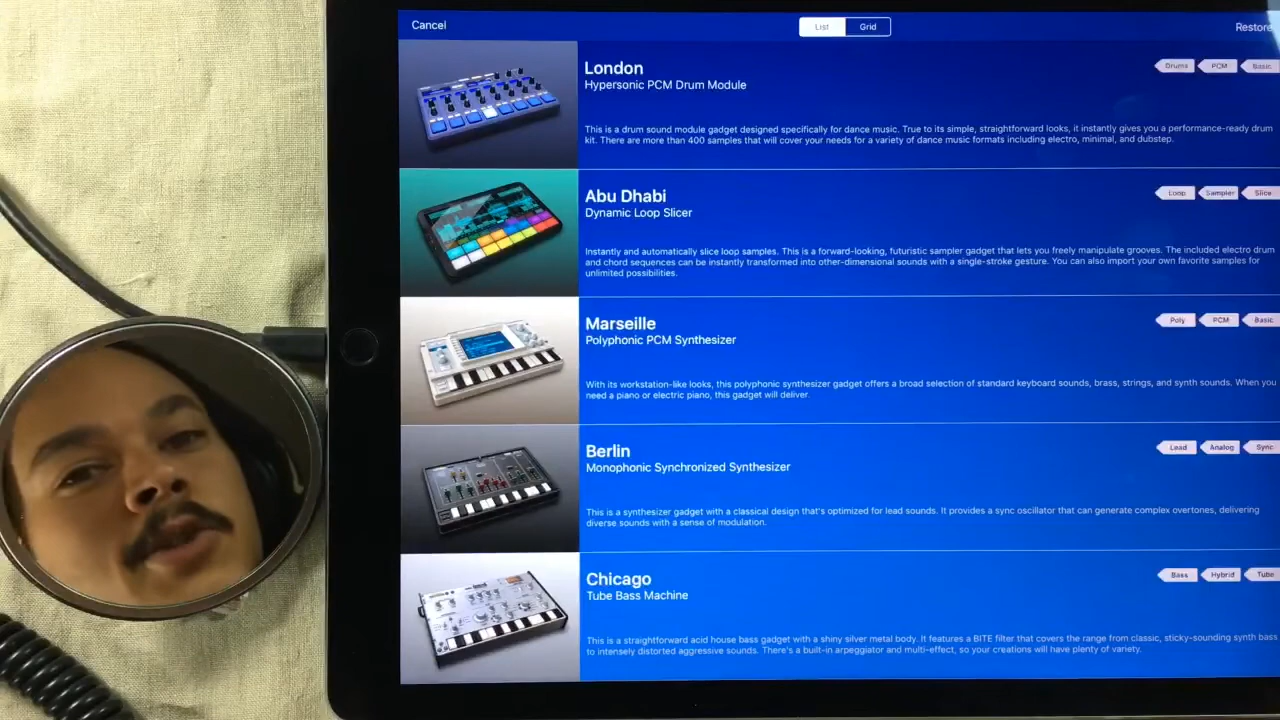 Cancel
List
Grid
Restore
London
Hypersonic PCM Drum Module
Drums
PCM
Basic
This is a drum sound module gadget designed specifically for dance music. True to its simple, straightforward looks, it instantly gives you a performance-ready drum
kit. There are more than 400 samples that will cover your needs for a variety of dance music formats including electro, minimal, and dubstep.
Abu Dhabi
Dynamic Loop Slicer
Loop
Sampler
Slice
Instantly and automatically slice loop samples. This is a forward-looking, futuristic sampler gadget that lets you freely manipulate grooves. The included electro drum
and chord sequences can be instantly transformed into other-dimensional sounds with a single-stroke gesture. You can also import your own favorite samples for
unlimited possibilities.
Marseille
Polyphonic PCM Synthesizer
Poly
PCM
Basic
With its workstation-like looks, this polyphonic synthesizer gadget offers a broad selection of standard keyboard sounds, brass, strings, and synth sounds. When you
need a piano or electric piano, this gadget will deliver.
Berlin
Monophonic Synchronized Synthesizer
Lead
Analog
Sync
This is a synthesizer gadget with a classical design that's optimized for lead sounds. It provides a sync oscillator that can generate complex overtones, delivering
diverse sounds with a sense of modulation.
Chicago
Tube Bass Machine
Bass
Hybrid
Tube
This is a straightforward acid house bass gadget with a shiny silver metal body. It features a BITE filter that covers the range from classic, sticky-sounding synth bass
to intensely distorted aggressive sounds. There's a built-in arpeggiator and multi-effect, so your creations will have plenty of variety.